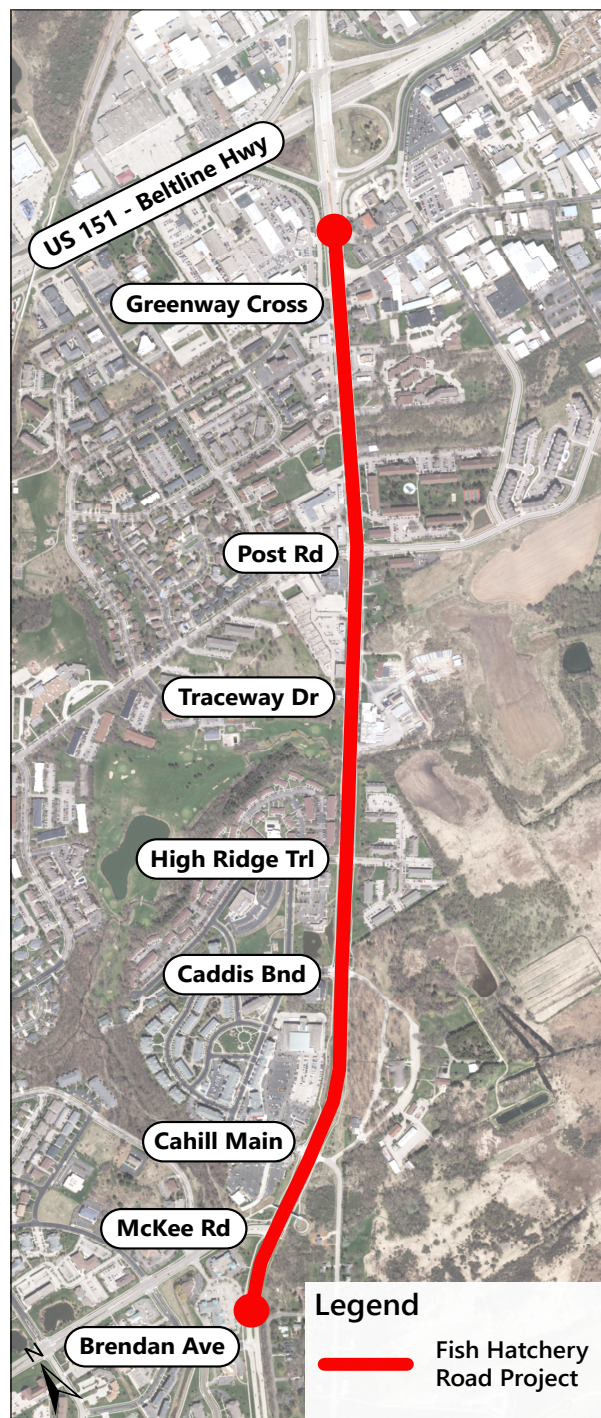 US 151 - Beltline Hwy
Greenway Cross
Post Rd
Traceway Dr
High Ridge Trl
Caddis Bnd
Cahill Main
McKee Rd
Brendan Ave
N
Legend
Fish Hatchery
Road Project